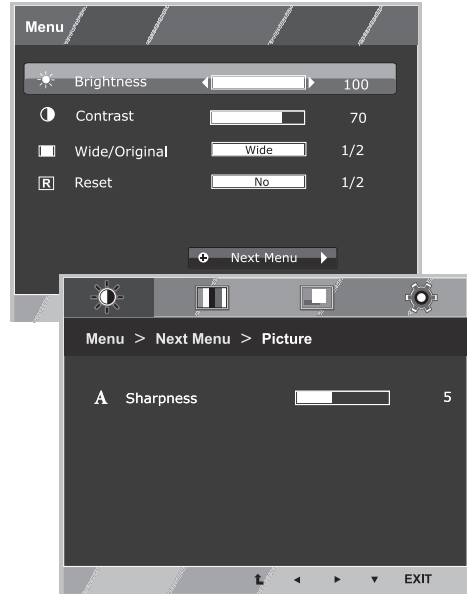 Menu
Brightness 100
Contrast 70
Wide/Original Wide 1/2
R Reset No 1/2
Next Menu
Menu > Next Menu > Picture
A Sharpness 5
EXIT